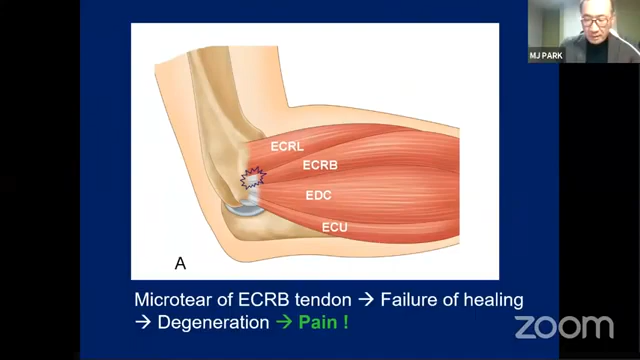 MJ PARK
ECRL
ECRB
EDC
ECU
A
Microtear of ECRB tendon → Failure of healing
→ Degeneration → Pain !
zoom